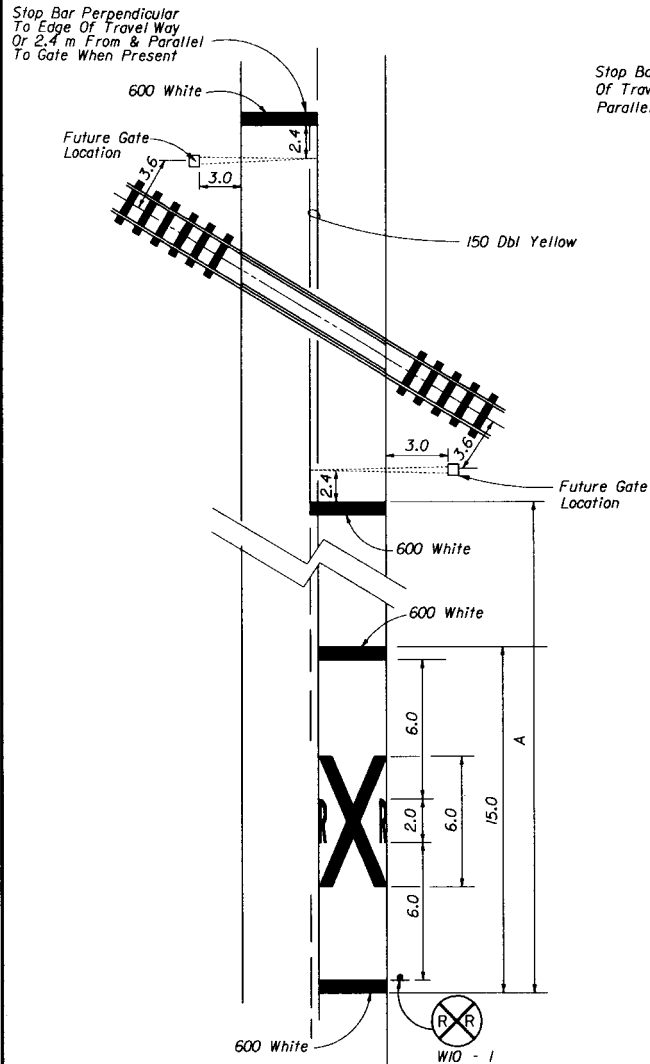 Stop Bar Perpendicular
To Edge Of Travel Way
Or 2.4 m From & Parallel
To Gate When Present
Stop Ba
Of Trav
Paralle
600 White
2.4
Future Gate
Location
3.6
3.0
150 Dbl Yellow
3.0
3.6
2.4
Future Gate
Location
600 White
600 White
6.0
A
2.0
6.0
15.0
R
R
6.0
R R
600 White
W10 - 1